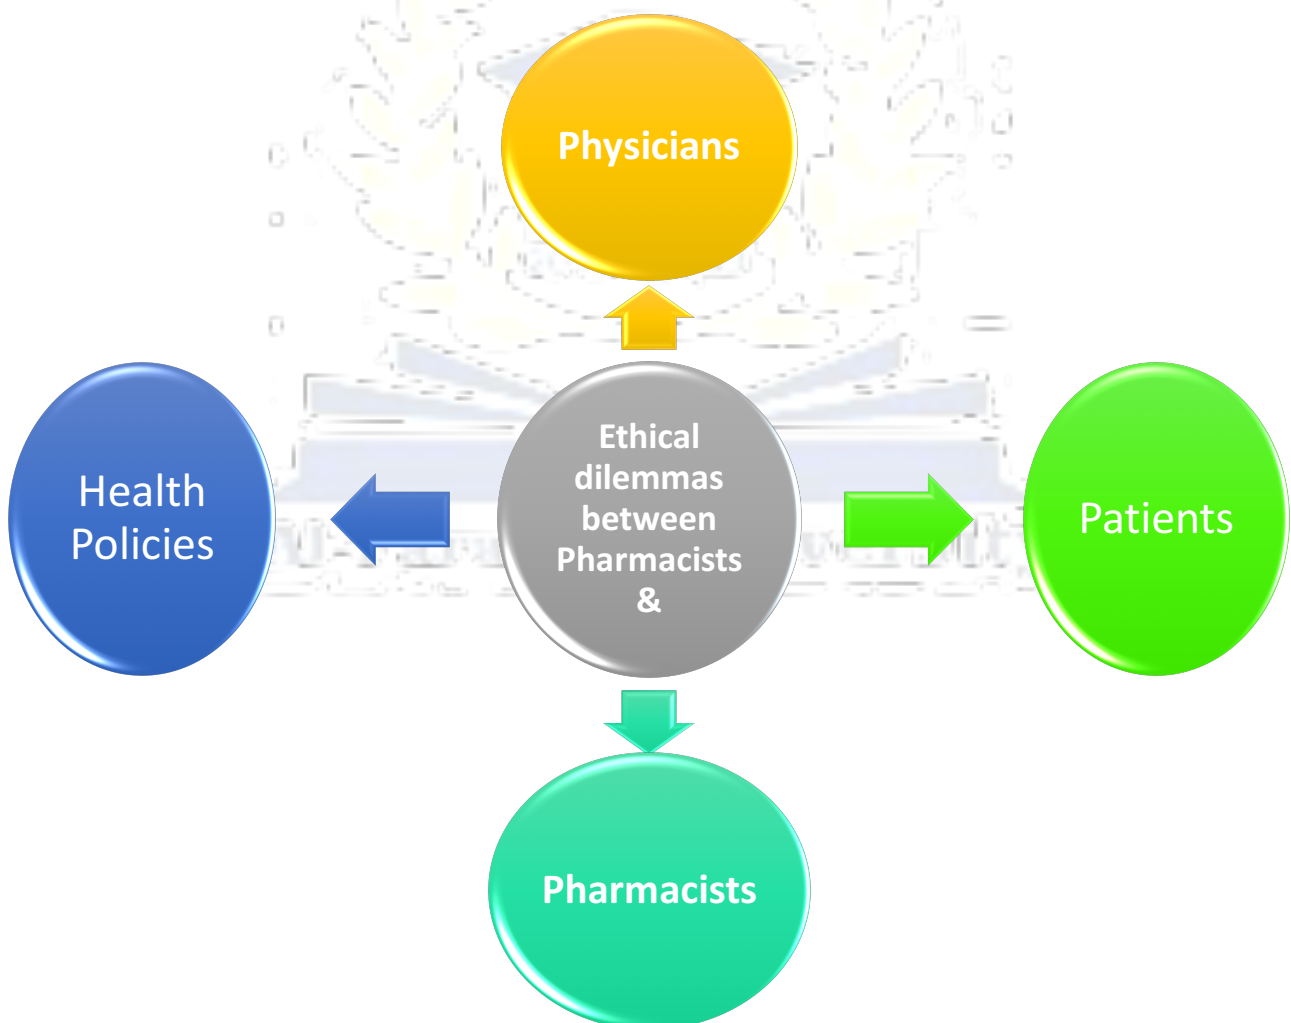 Physicians
Ethical
dilemmas
between
Pharmacists
&
Health
Policies
Patients
Pharmacists